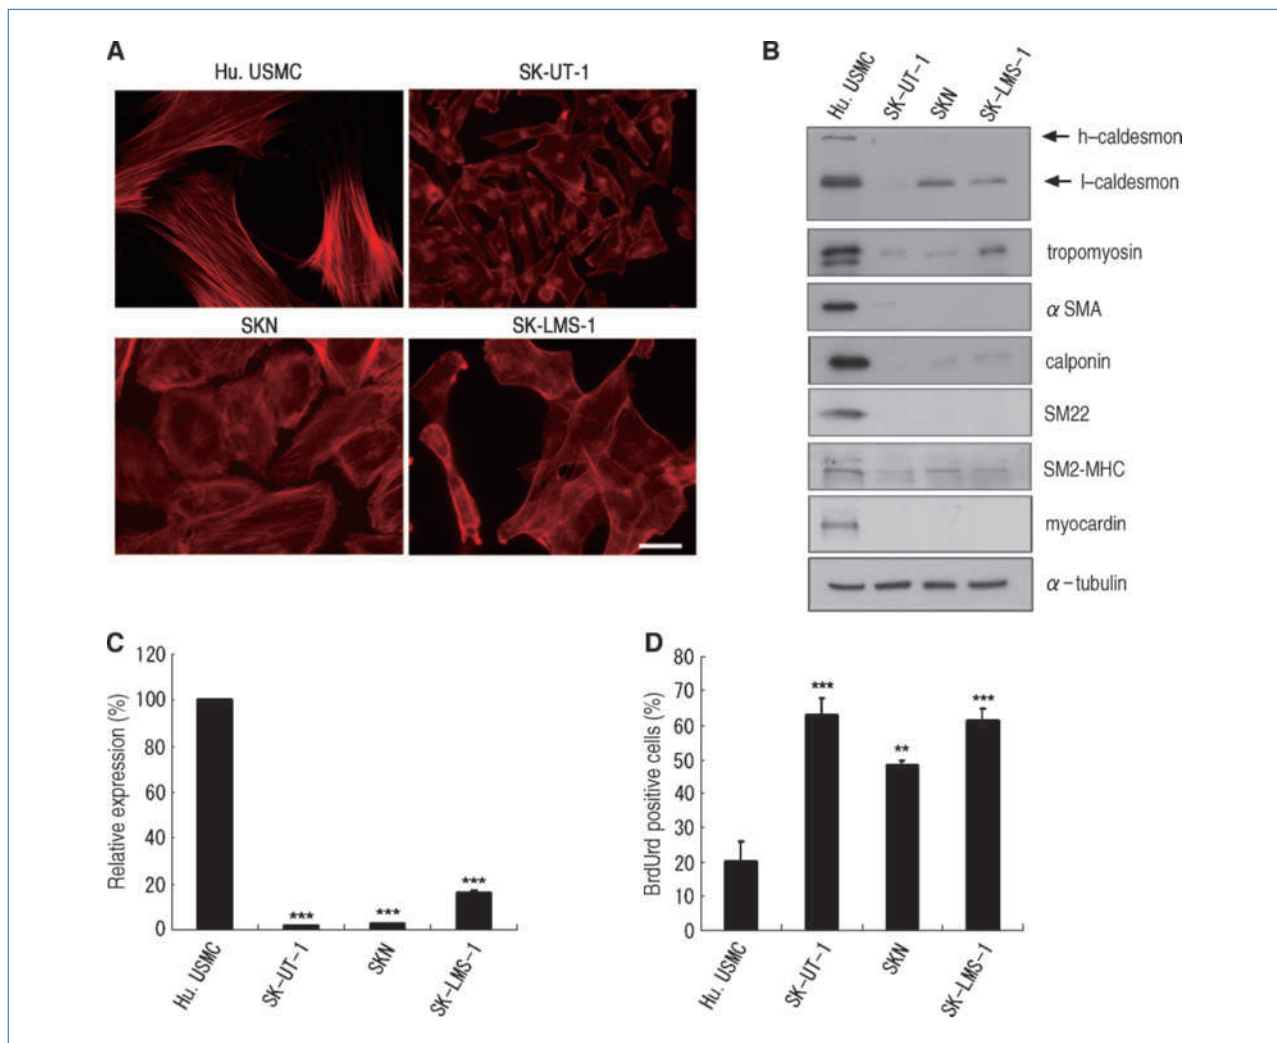 A
Hu. USMC
SK-UT-1
SKN
SK-LMS-1
B
Hu. USMC
SK-UT-1
SKN
SK-LMS-1
h-caldesmon
l-caldesmon
tropomyosin
α SMA
calponin
SM22
SM2-MHC
myocardin
α-tubulin
C
Relative expression (%)
120
100
80
60
40
20
0
***
***
***
Hu. USMC
SK-UT-1
SKN
SK-LMS-1
D
BrdUrd positive cells (%)
80
70
60
50
40
30
20
10
0
***
**
***
Hu. USMC
SK-UT-1
SKN
SK-LMS-1